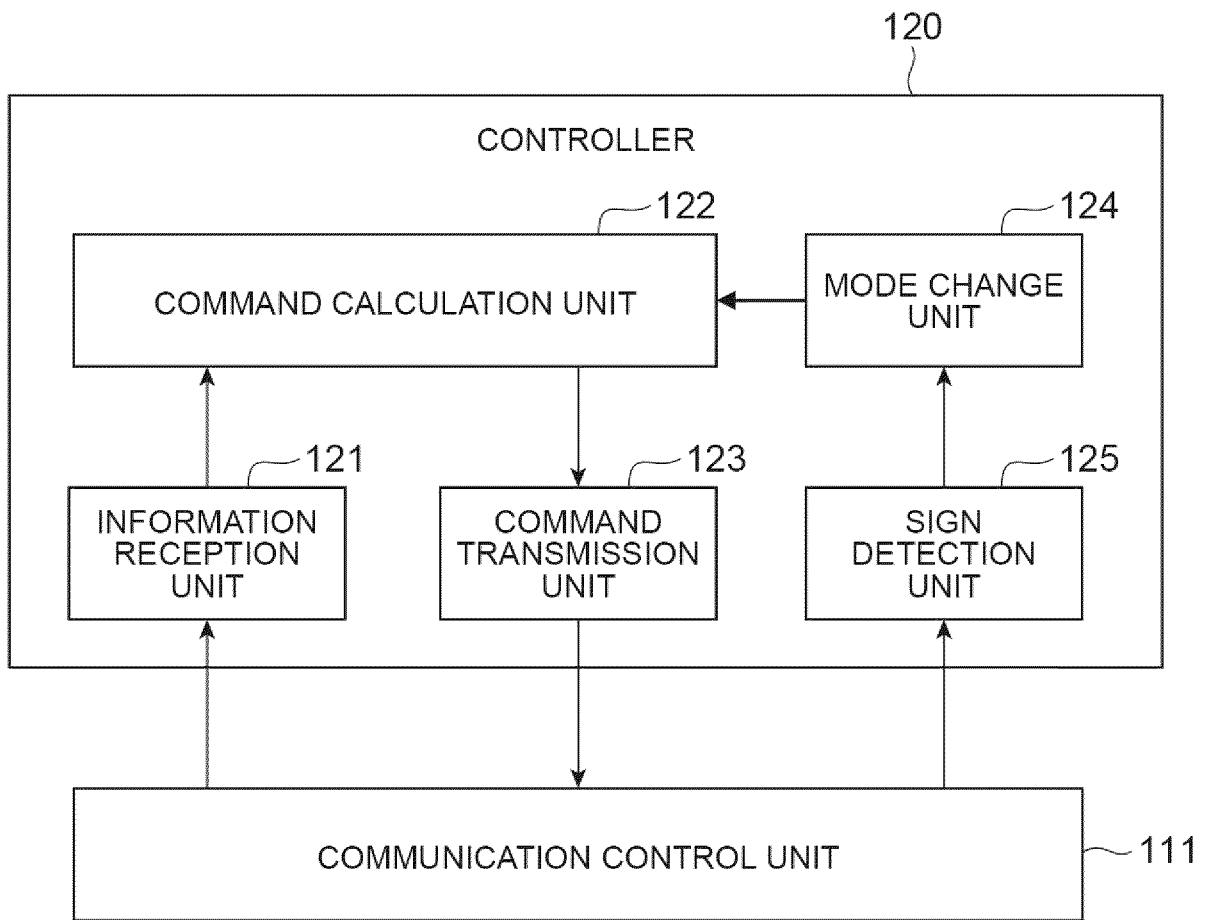 120
CONTROLLER
122
124
COMMAND CALCULATION UNIT
MODE CHANGE
UNIT
121
123
125
INFORMATION
RECEPTION
UNIT
COMMAND
TRANSMISSION
UNIT
SIGN
DETECTION
UNIT
COMMUNICATION CONTROL UNIT
111